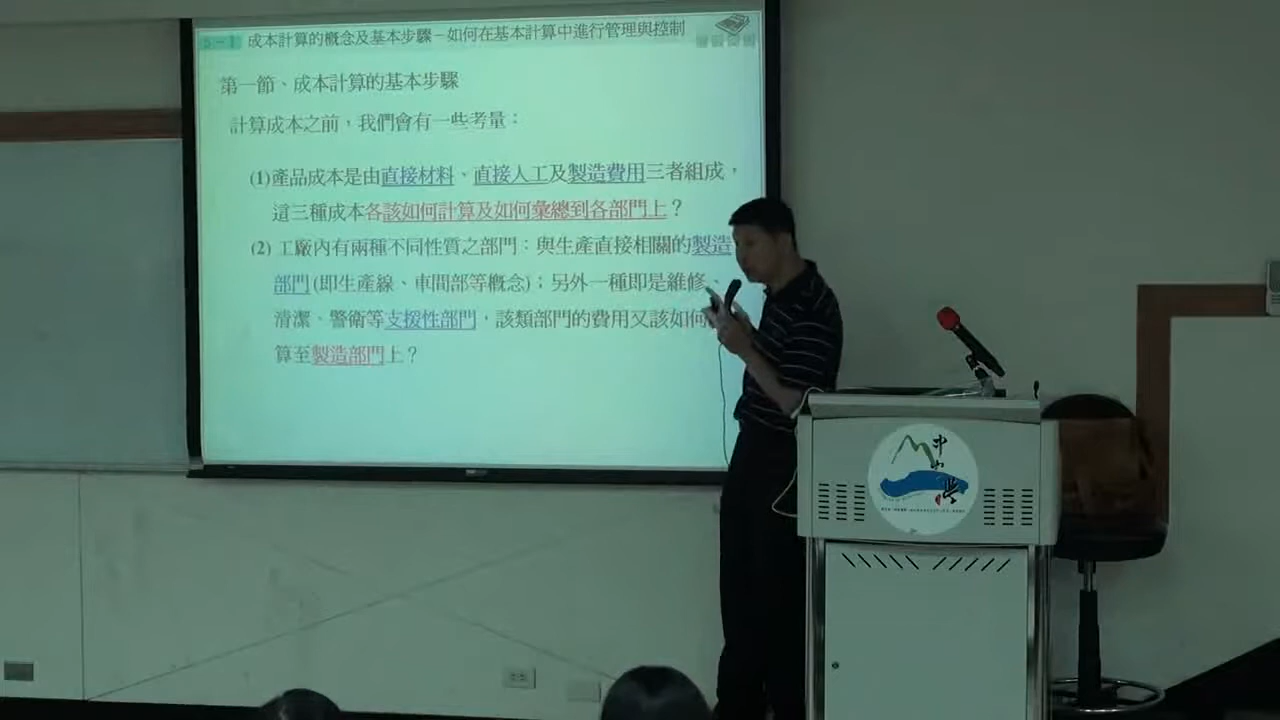 5-1 成本計算的概念及基本步驟－如何在基本計算中進行管理與控制
第一節、成本計算的基本步驟
計算成本之前，我們會有一些考量：
(1)產品成本是由直接材料、直接人工及製造費用三者組成，
這三種成本各該如何計算及如何彙總到各部門上？
(2) 工廠內有兩種不同性質之部門：與生產直接相關的製造
部門(即生產線、車間部等概念)；另外一種即是維修、
清潔、警衛等支援性部門，該類部門的費用又該如何
算至製造部門上？
中山